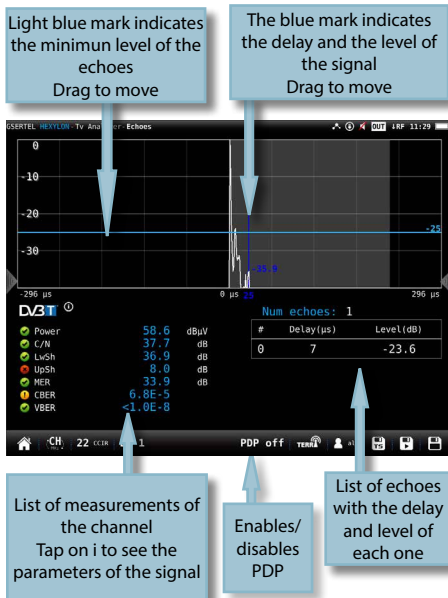 Light blue mark indicates
the minimun level of the
echoes
Drag to move
The blue mark indicates
the delay and the level of
the signal
Drag to move
GSERTEL HEXYLON-Tv Ana er-Echoes
OUT ↓RF 11:29
0
-10
-20
-30
-25
-35.9
-296 µs
0 µs
25
296 µs
DVB T i
Power 58.6 dBµV
C/N 37.7 dB
LwSh 36.9 dB
UpSh 8.0 dB
MER 33.9 dB
CBER 6.8E-5
VBER <1.0E-8
Num echoes: 1
# Delay(µs) Level(dB)
0 7 -23.6
CH
22 CCIR
1
PDP off
TERR
TS
List of measurements of
the channel
Tap on i to see the
parameters of the signal
Enables/
disables
PDP
List of echoes
with the delay
and level of
each one